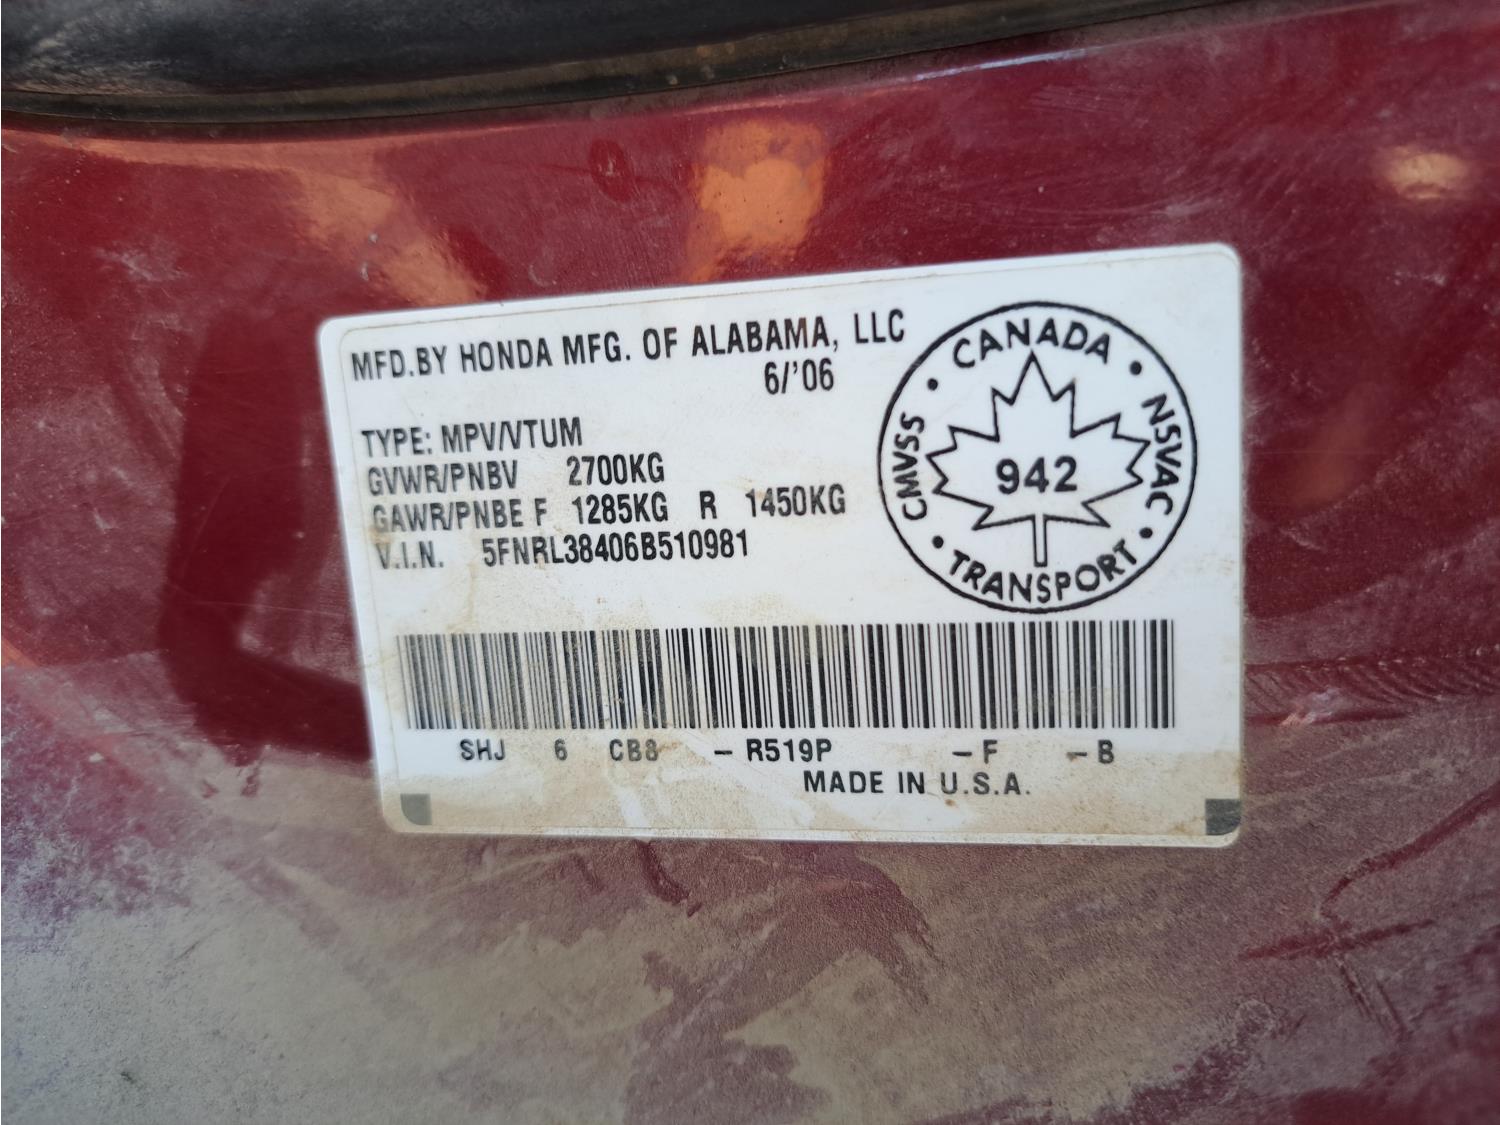 MFD.BY HONDA MFG. OF ALABAMA, LLC
6/'06
TYPE: MPV/VTUM
GVWR/PNBV 2700KG
GAWR/PNBE F 1285KG R 1450KG
V.I.N. 5FNRL38406B510981
CANADA
CMVSS
NSVAC
942
TRANSPORT
SHJ 6 CB8 – R519P – F – B
MADE IN U.S.A.